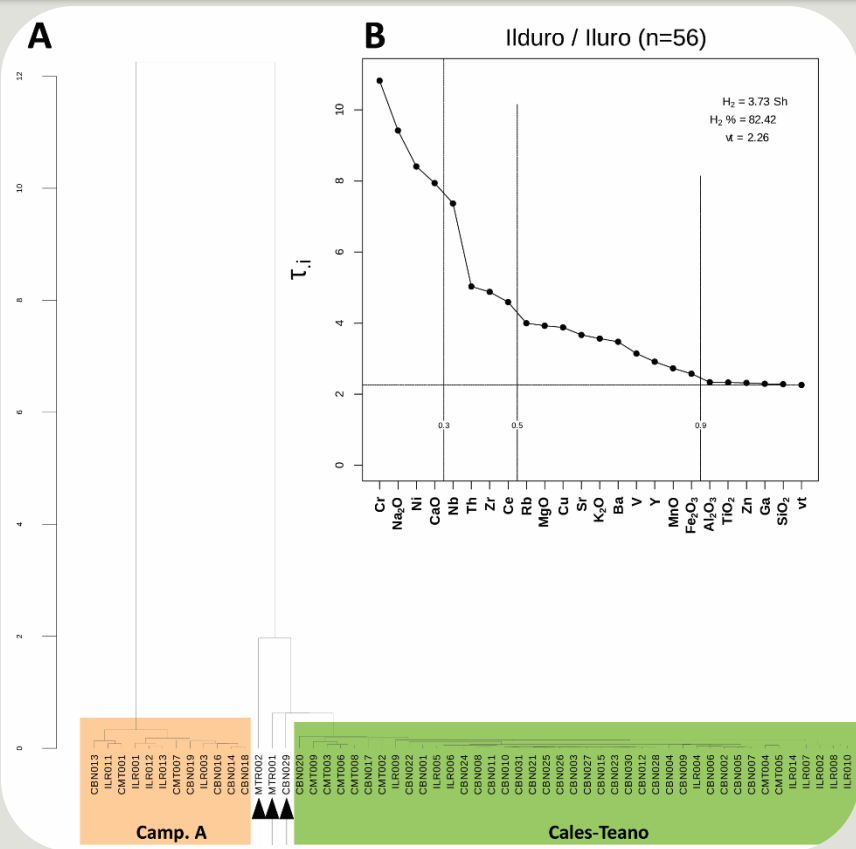 A
B
Ilduro / Iluro (n=56)
H2 = 3.73 Sh
H2 % = 82.42
vt = 2.26
12
10
8
6
4
2
0
τ.i
10
8
6
4
2
0
0.3
0.5
0.9
Cr
Na2O
Ni
CaO
Nb
Th
Zr
Ce
Rb
MgO
Cu
Sr
K2O
Ba
V
Y
MnO
Fe2O3
Al2O3
TiO2
Zn
Ga
SiO2
vt
CBN013
ILR011
CMT001
ILR001
ILR012
ILR013
CMT007
CBN019
ILR003
CBN016
CBN014
CBN018
MTR002
MTR001
CBN029
CBN020
CMT009
CMT003
CMT006
CMT008
CBN017
CMT002
ILR009
CBN022
CBN001
ILR005
ILR006
CBN024
CBN008
CBN011
CBN010
CBN031
CBN021
CBN025
CBN026
CBN003
CBN027
CBN015
CBN023
CBN030
CBN012
CBN028
CBN004
CBN009
ILR004
CBN006
CBN002
CBN005
CBN007
CMT004
CMT005
ILR014
ILR007
ILR002
ILR008
ILR010
Camp. A
Cales-Teano